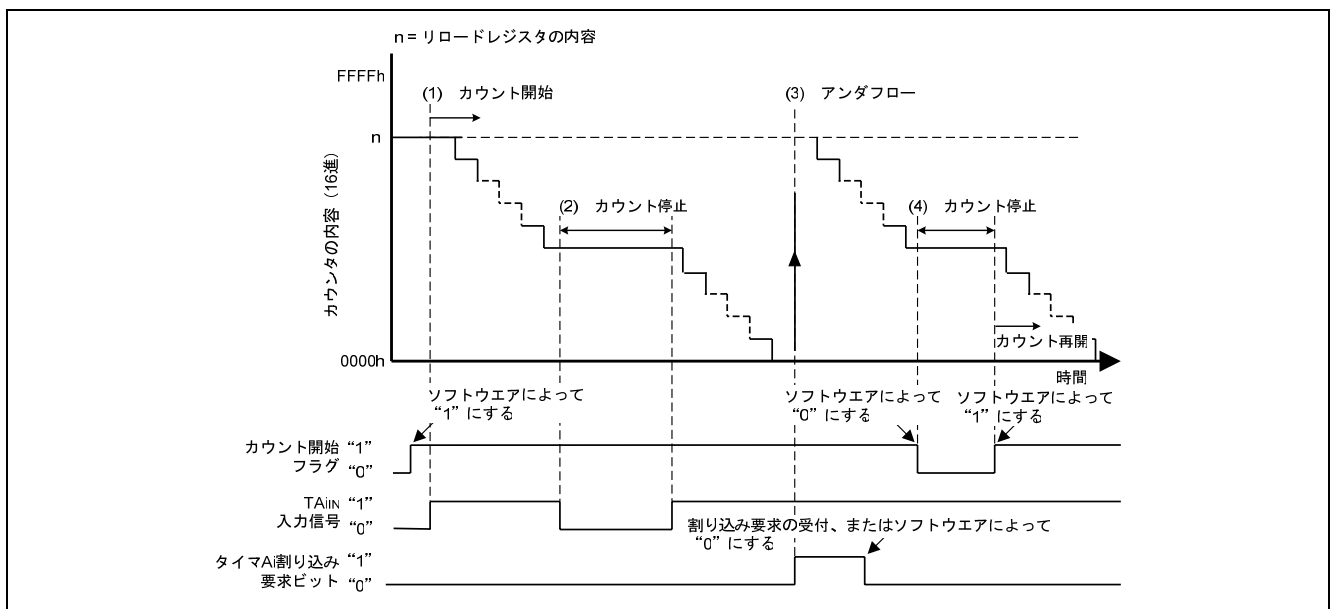 n = リロードレジスタの内容
FFFFh
(1) カウント開始
(3) アンダフロー
n
カウンタの内容（16進）
(2) カウント停止
(4) カウント停止
カウント再開
0000h
時間
ソフトウエアによって
“1”にする
ソフトウエアによって
“0”にする
ソフトウエアによって
“1”にする
カウント開始 “1”
フラグ “0”
TAiIN “1”
入力信号 “0”
割り込み要求の受付、またはソフトウエアによって
“0”にする
タイマAi割り込み “1”
要求ビット “0”